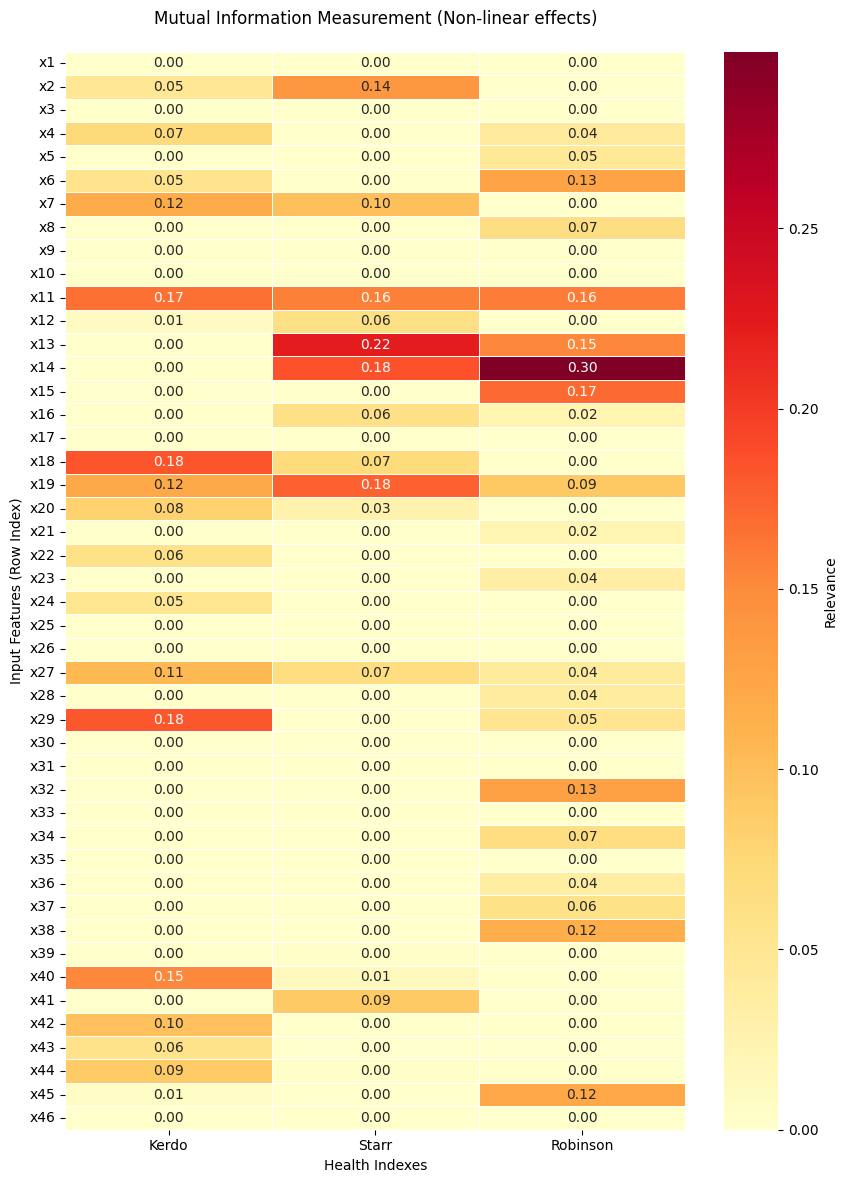 Mutual Information Measurement (Non-linear effects)
x1 0.00 0.00 0.00
x2 0.05 0.14 0.00
x3 0.00 0.00 0.00
x4 0.07 0.00 0.04
x5 0.00 0.00 0.05
x6 0.05 0.00 0.13
x7 0.12 0.10 0.00
x8 0.00 0.00 0.07
x9 0.00 0.00 0.00
x10 0.00 0.00 0.00
x11 0.17 0.16 0.16
x12 0.01 0.06 0.00
x13 0.00 0.22 0.15
x14 0.00 0.18 0.30
x15 0.00 0.00 0.17
x16 0.00 0.06 0.02
x17 0.00 0.00 0.00
x18 0.18 0.07 0.00
x19 0.12 0.18 0.09
x20 0.08 0.03 0.00
x21 0.00 0.00 0.02
x22 0.06 0.00 0.00
x23 0.00 0.00 0.04
x24 0.05 0.00 0.00
x25 0.00 0.00 0.00
x26 0.00 0.00 0.00
x27 0.11 0.07 0.04
x28 0.00 0.00 0.04
x29 0.18 0.00 0.05
x30 0.00 0.00 0.00
x31 0.00 0.00 0.00
x32 0.00 0.00 0.13
x33 0.00 0.00 0.00
x34 0.00 0.00 0.07
x35 0.00 0.00 0.00
x36 0.00 0.00 0.04
x37 0.00 0.00 0.06
x38 0.00 0.00 0.12
x39 0.00 0.00 0.00
x40 0.15 0.01 0.00
x41 0.00 0.09 0.00
x42 0.10 0.00 0.00
x43 0.06 0.00 0.00
x44 0.09 0.00 0.00
x45 0.01 0.00 0.12
x46 0.00 0.00 0.00
Kerdo Starr Robinson
Health Indexes
Input Features (Row Index)
0.25
0.20
0.15
0.10
0.05
0.00
Relevance